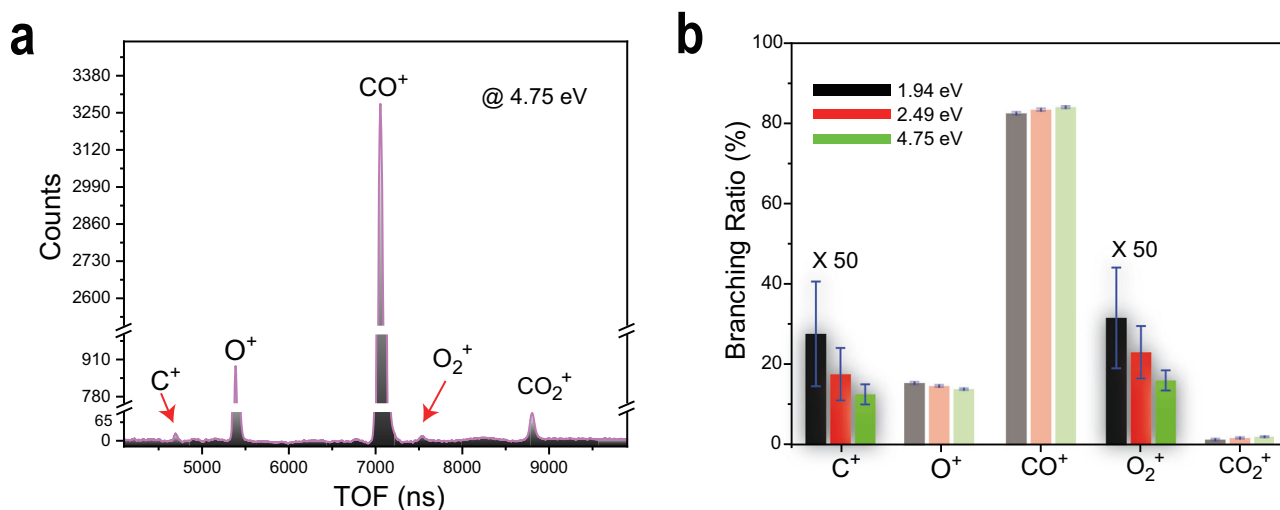 a
3380
3250
3120
2990
2860
2730
2600
910
780
65
0
Counts
CO⁺
@ 4.75 eV
O⁺
C⁺
O₂⁺
CO₂⁺
5000 6000 7000 8000 9000
TOF (ns)
b
100
80
60
40
20
0
Branching Ratio (%)
1.94 eV
2.49 eV
4.75 eV
X 50
X 50
C⁺ O⁺ CO⁺ O₂⁺ CO₂⁺